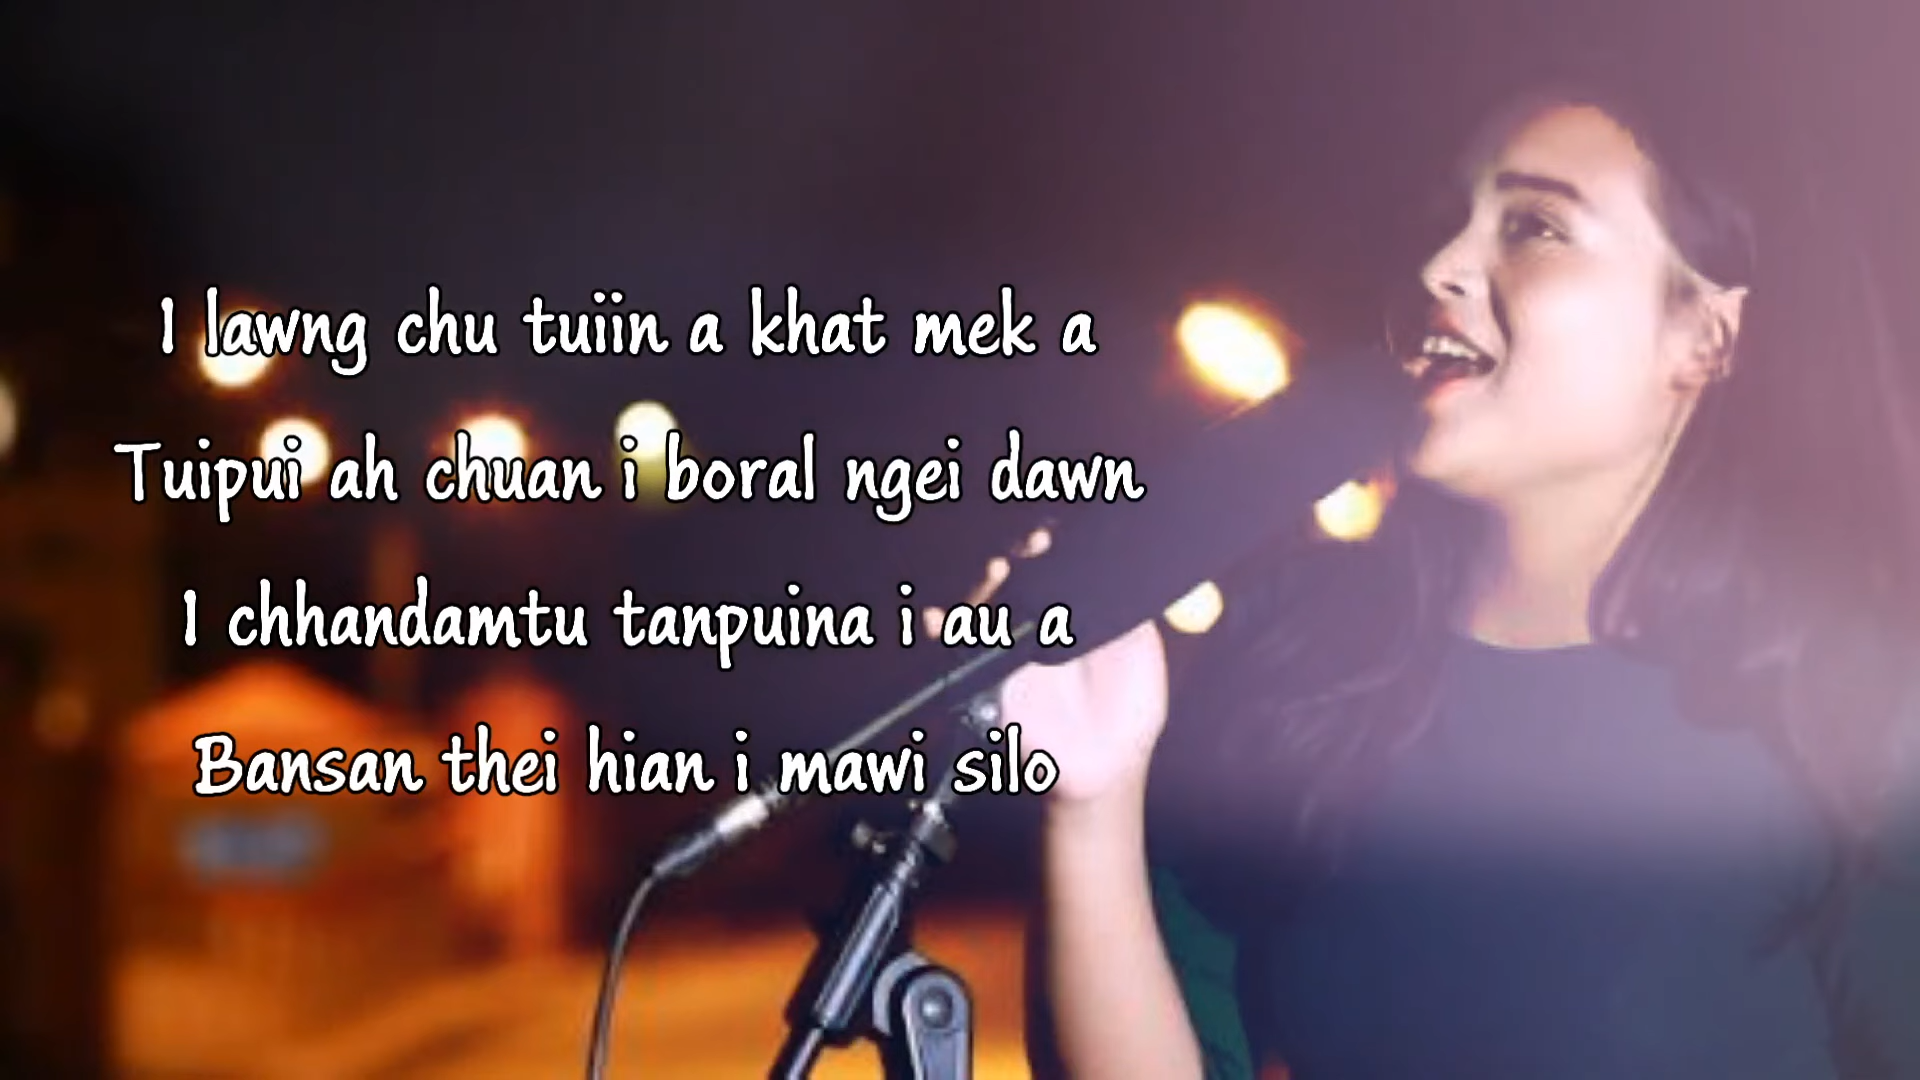 I lawng chu tuiin a khat mek a
Tuipui ah chuan i boral ngei dawn
I chhandamtu tanpuina i au a
Bansan thei hian i mawi silo